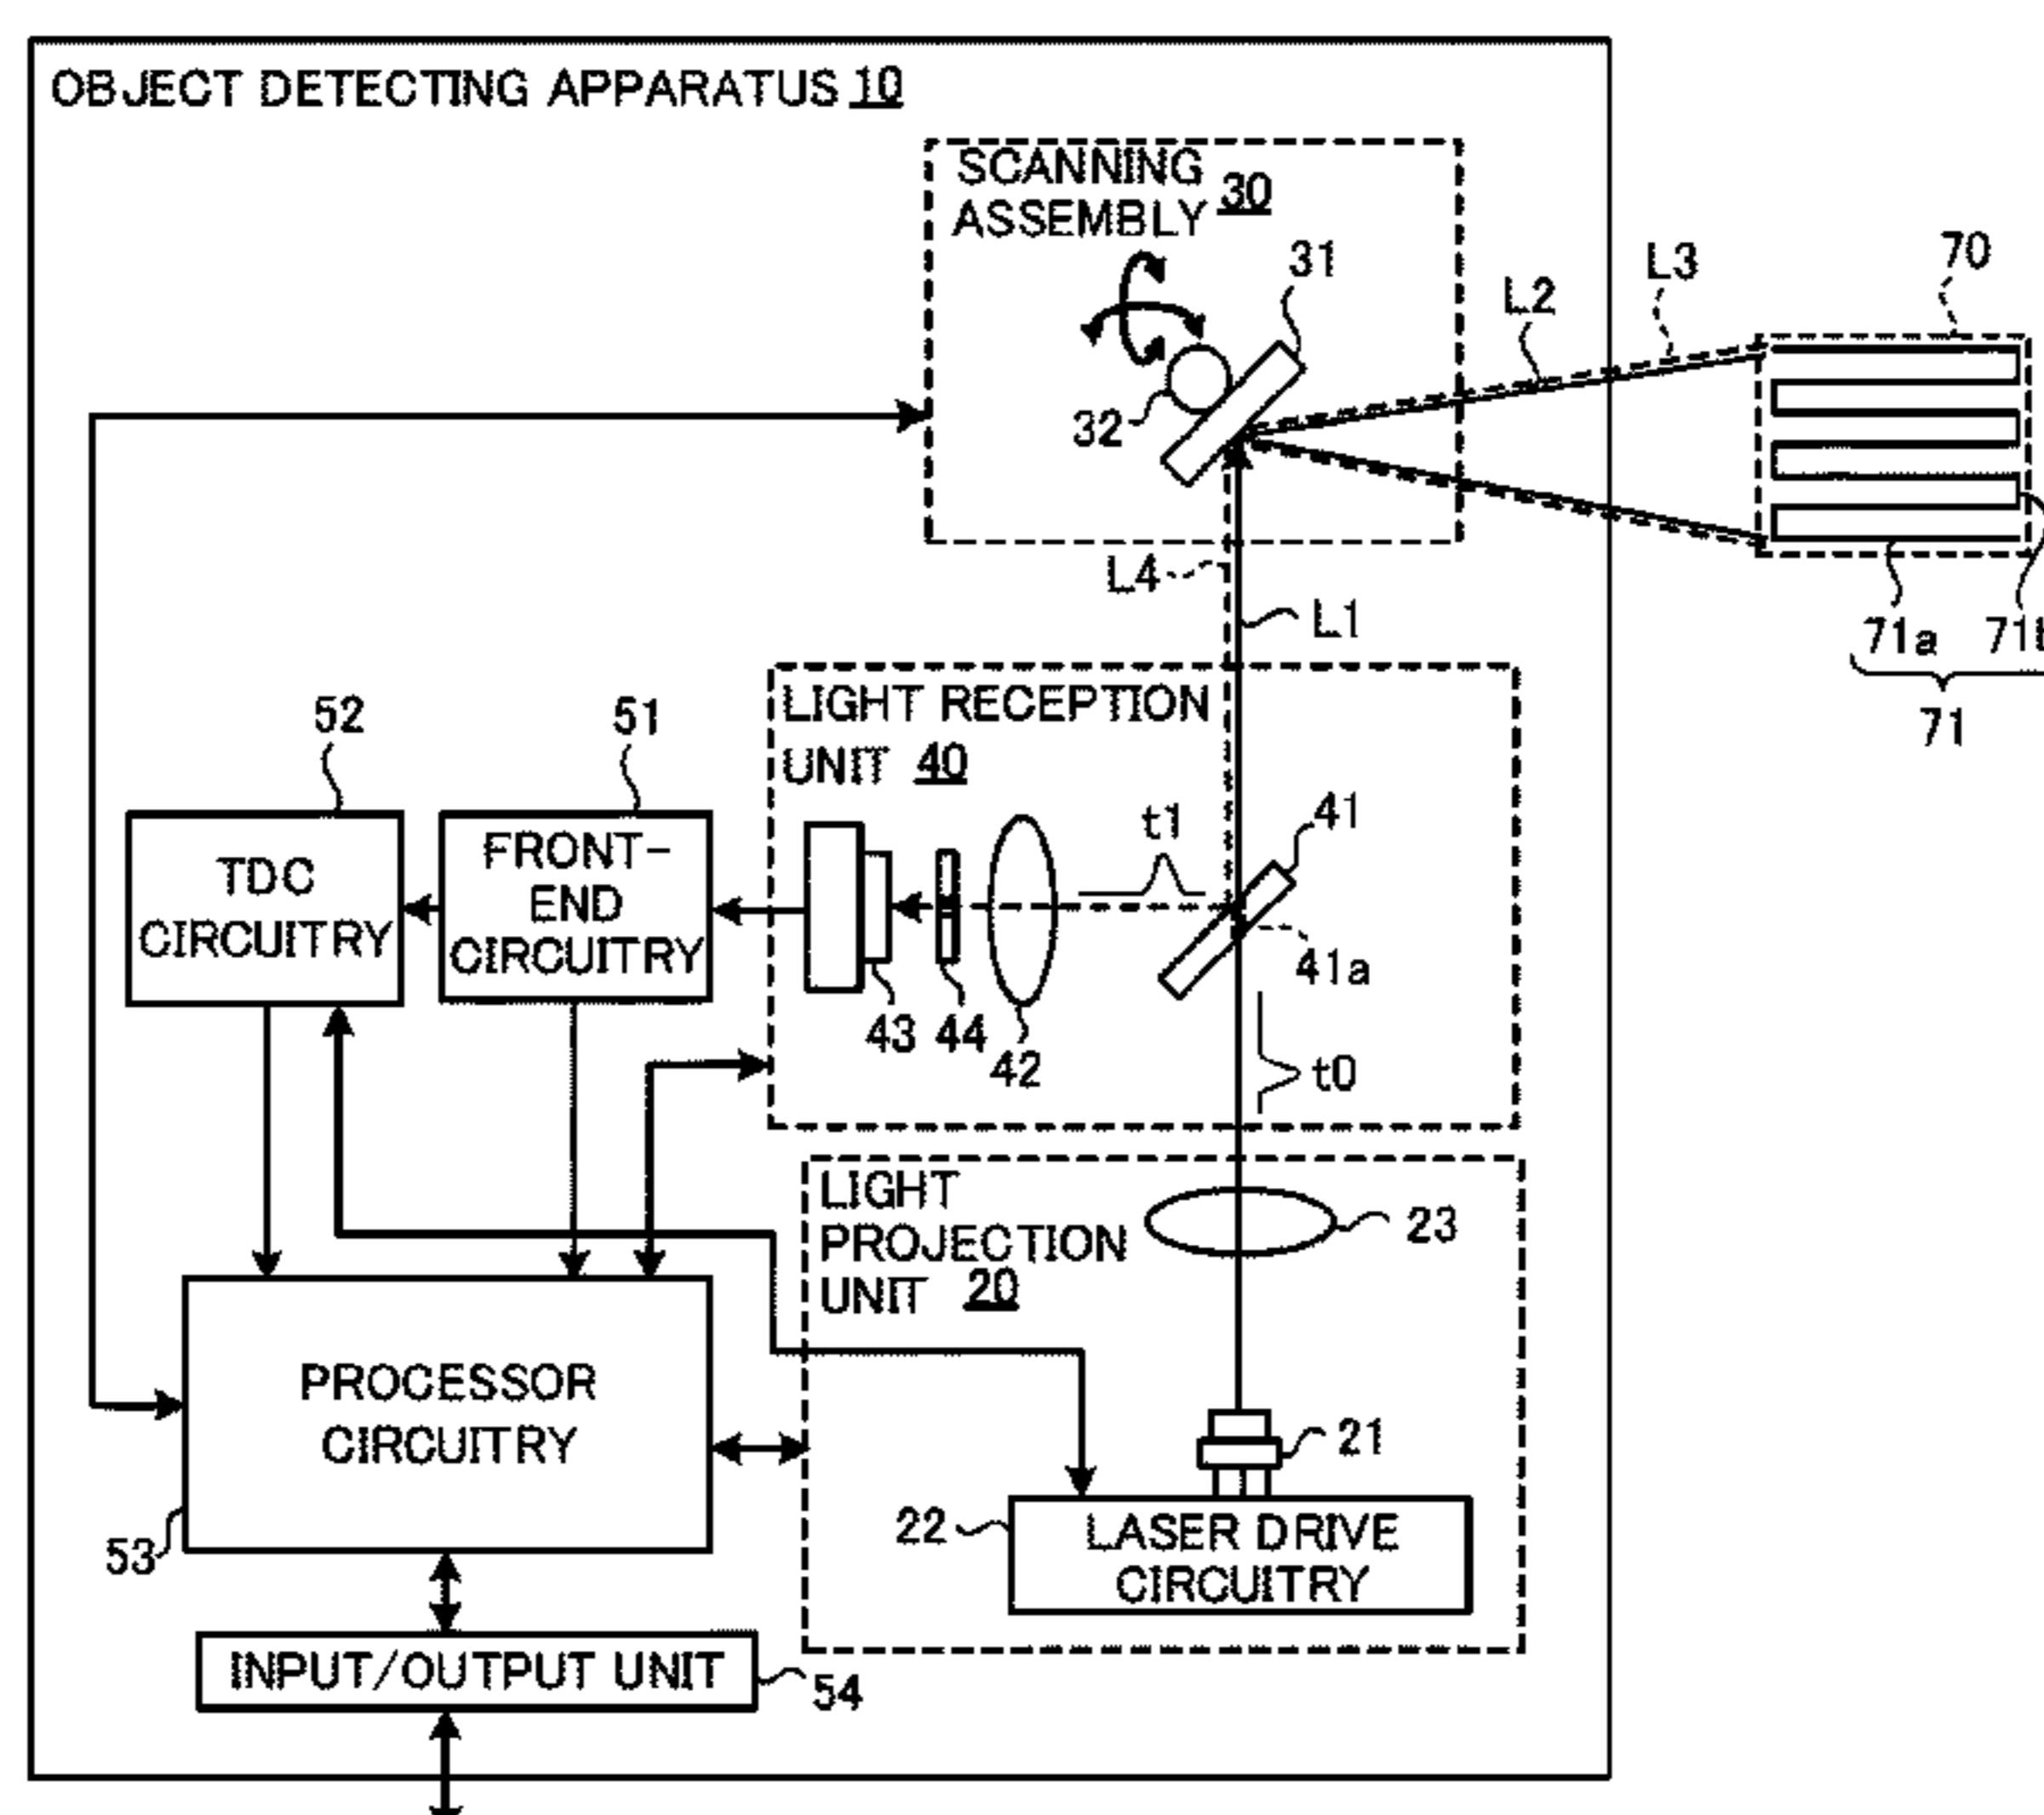 OBJECT DETECTING APPARATUS 10
SCANNING
ASSEMBLY 30
31
32
L2
L3
70
L4
L1
71a
71
LIGHT RECEPTION
UNIT 40
52
51
t1
41
TDC
CIRCUITRY
FRONT-
END
CIRCUITRY
41a
43
44
42
t0
LIGHT
PROJECTION
UNIT 20
23
PROCESSOR
CIRCUITRY
21
22
LASER DRIVE
CIRCUITRY
53
INPUT/OUTPUT UNIT
54